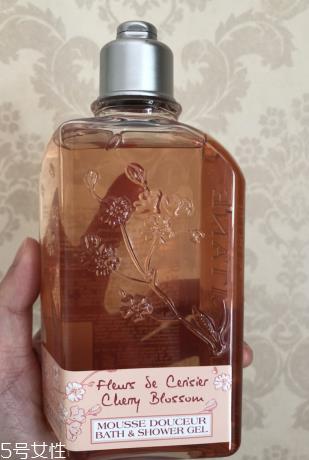 Fleurs de Cerisier
Cherry Blossom
MOUSSE DOUCEUR
BATH & SHOWER GEL
5号女性